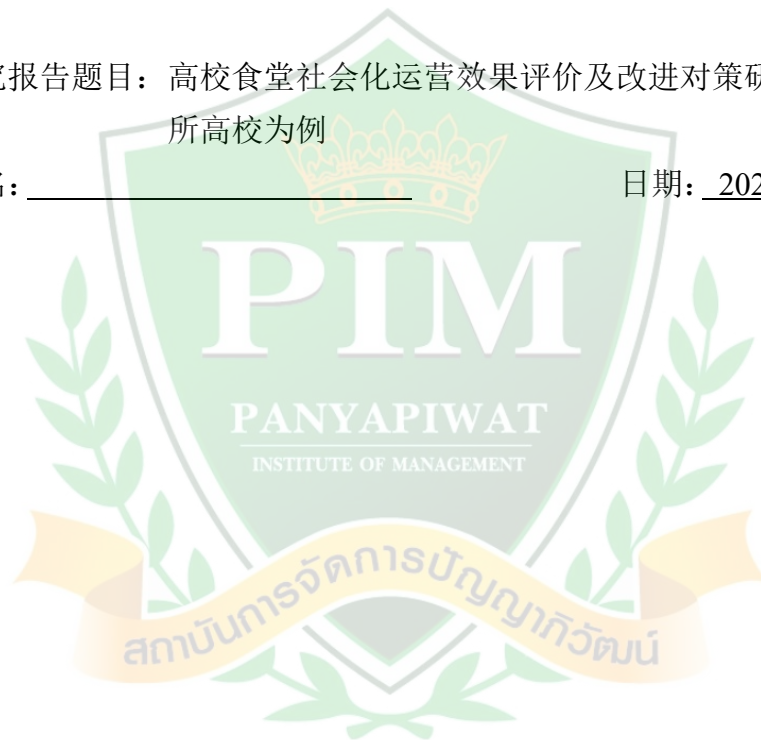 究报告题目：高校食堂社会化运营效果评价及改进对策研
所高校为例
名： 日期： 202
PIM
PANYAPIWAT
INSTITUTE OF MANAGEMENT
สถาบันการจัดการปัญญาภิวัฒน์